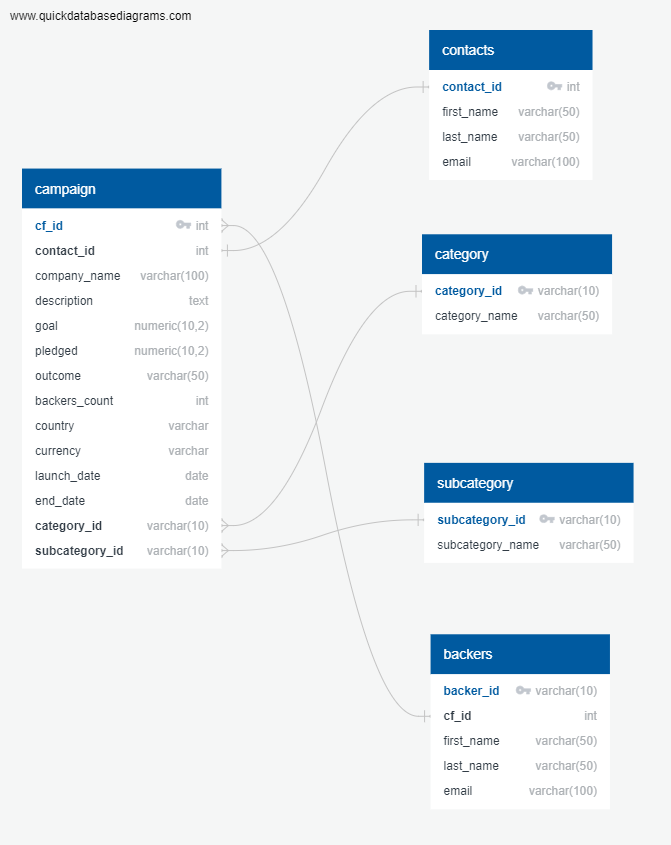 www.quickdatabasediagrams.com
campaign
cf_id int
contact_id int
company_name varchar(100)
description text
goal numeric(10,2)
pledged numeric(10,2)
outcome varchar(50)
backers_count int
country varchar
currency varchar
launch_date date
end_date date
category_id varchar(10)
subcategory_id varchar(10)
contacts
contact_id int
first_name varchar(50)
last_name varchar(50)
email varchar(100)
category
category_id varchar(10)
category_name varchar(50)
subcategory
subcategory_id varchar(10)
subcategory_name varchar(50)
backers
backer_id varchar(10)
cf_id int
first_name varchar(50)
last_name varchar(50)
email varchar(100)